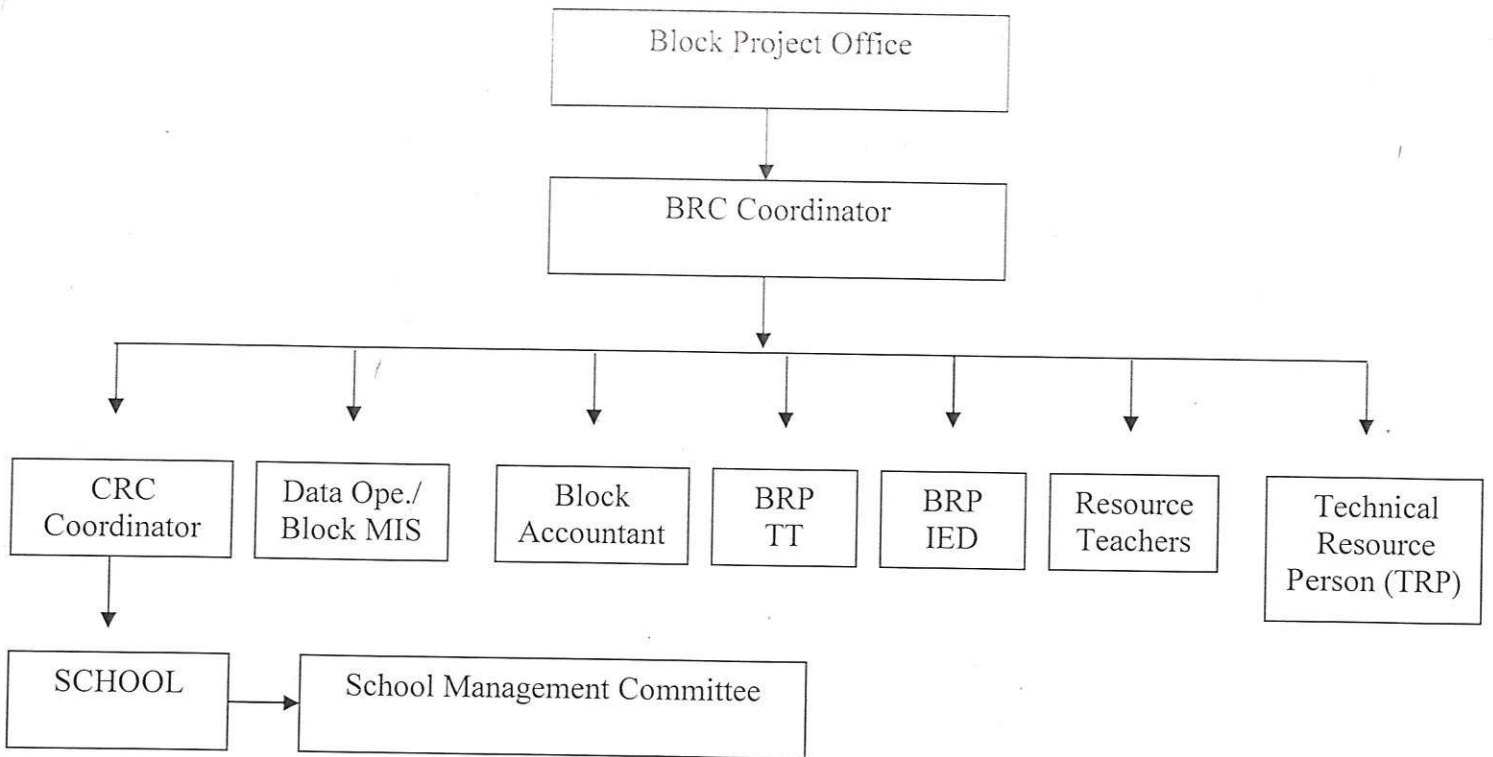 Block Project Office
BRC Coordinator
CRC
Coordinator
Data Ope./
Block MIS
Block
Accountant
BRP
TT
BRP
IED
Resource
Teachers
Technical
Resource
Person (TRP)
SCHOOL
School Management Committee